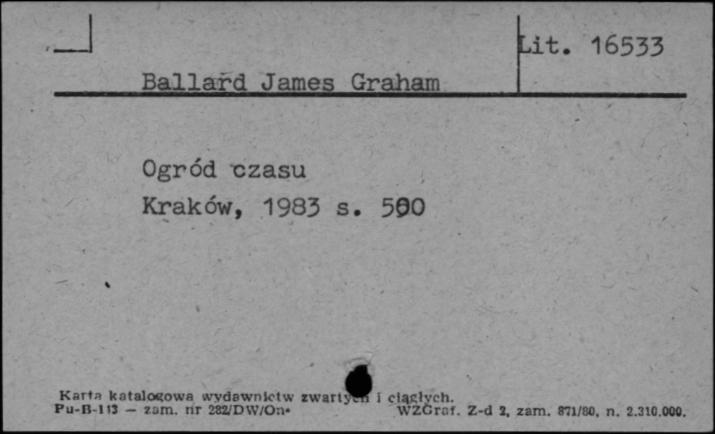 Lit. 16533
Ballard James Graham
Ogród czasu
Kraków, 1983 s. 500
Karta katalogowa wydawnictw zwartych i ciągłych.
Pu-B-113 — zam. nr 282/DW/On• WZGraf. Z-d 2, zam. 871/80, n. 2.310.000.